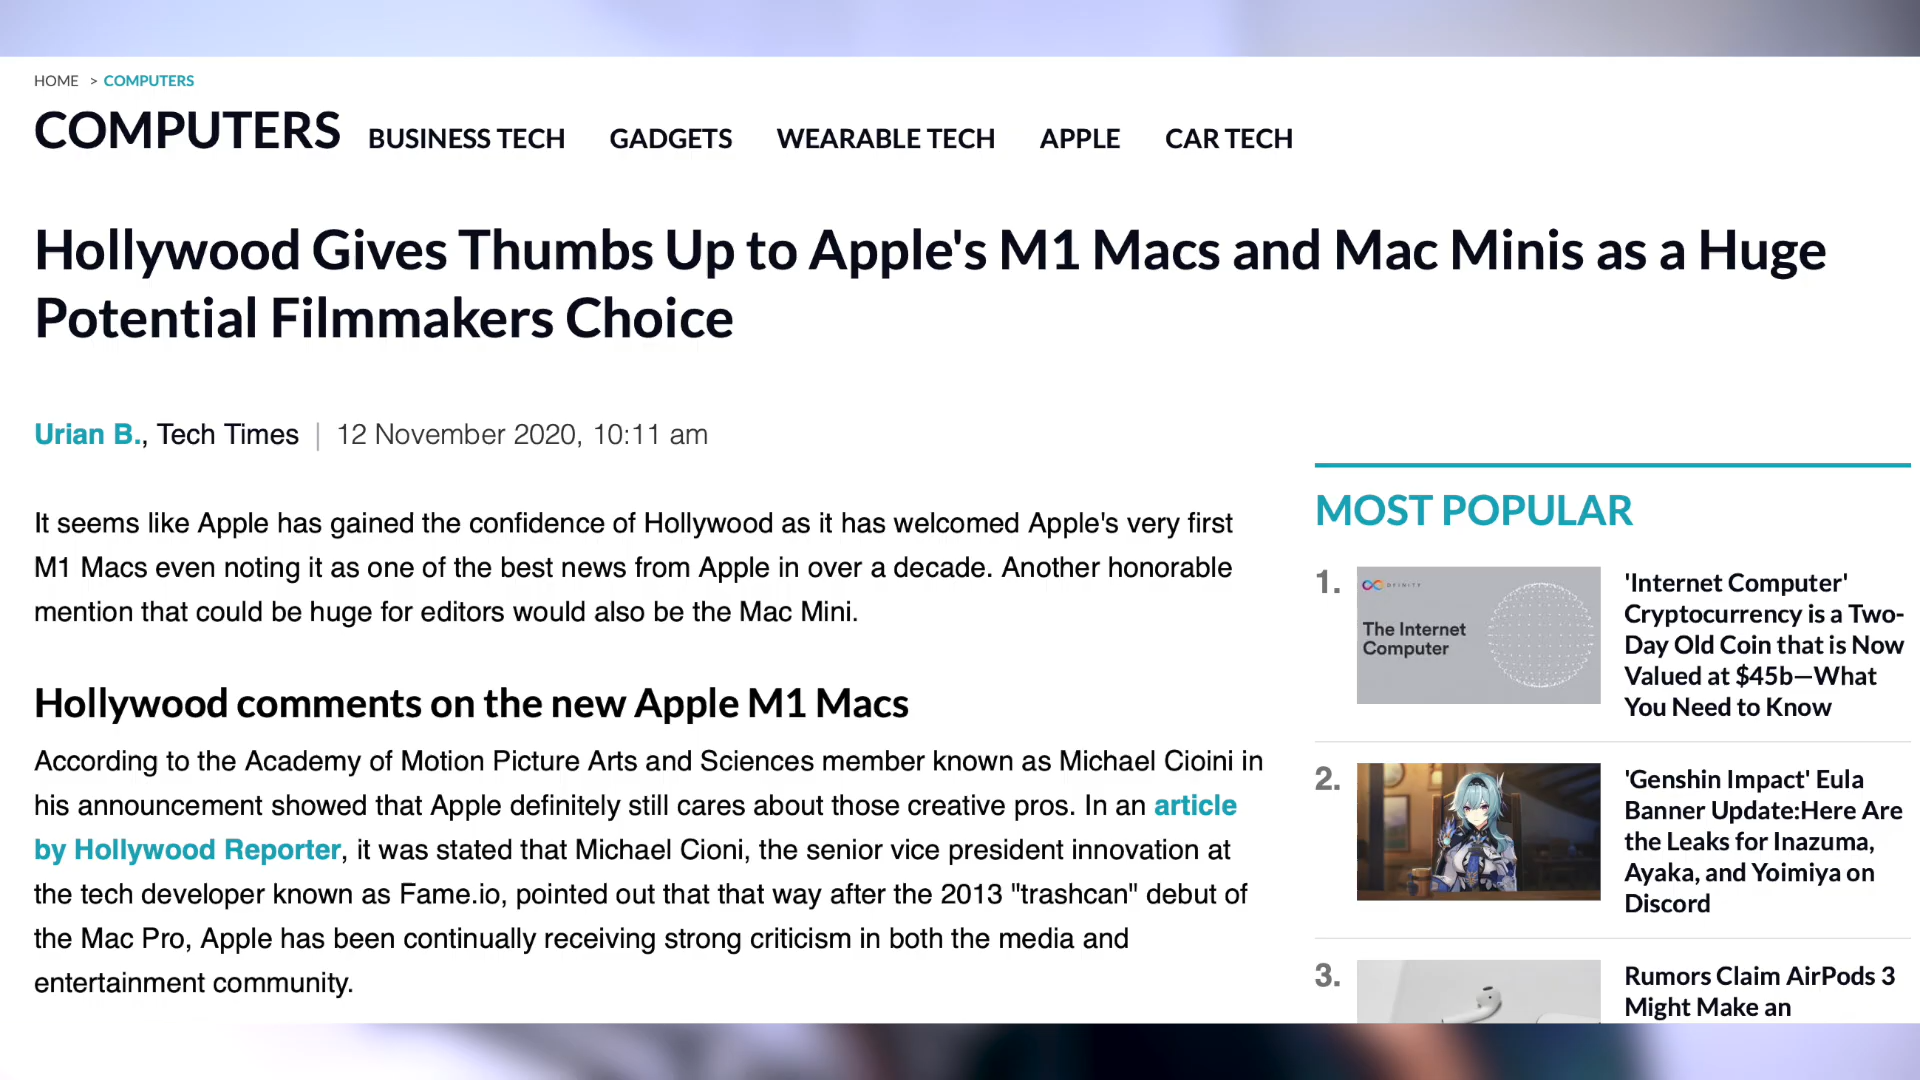 HOME > COMPUTERS
COMPUTERS BUSINESS TECH GADGETS WEARABLE TECH APPLE CAR TECH
Hollywood Gives Thumbs Up to Apple's M1 Macs and Mac Minis as a Huge
Potential Filmmakers Choice
Urian B., Tech Times | 12 November 2020, 10:11 am
It seems like Apple has gained the confidence of Hollywood as it has welcomed Apple's very first
M1 Macs even noting it as one of the best news from Apple in over a decade. Another honorable
mention that could be huge for editors would also be the Mac Mini.
Hollywood comments on the new Apple M1 Macs
According to the Academy of Motion Picture Arts and Sciences member known as Michael Cioini in
his announcement showed that Apple definitely still cares about those creative pros. In an article
by Hollywood Reporter, it was stated that Michael Cioni, the senior vice president innovation at
the tech developer known as Fame.io, pointed out that that way after the 2013 "trashcan" debut of
the Mac Pro, Apple has been continually receiving strong criticism in both the media and
entertainment community.
MOST POPULAR
1.
DFINITY
The Internet
Computer
'Internet Computer'
Cryptocurrency is a Two-
Day Old Coin that is Now
Valued at $45b—What
You Need to Know
2.
'Genshin Impact' Eula
Banner Update:Here Are
the Leaks for Inazuma,
Ayaka, and Yoimiya on
Discord
3.
Rumors Claim AirPods 3
Might Make an